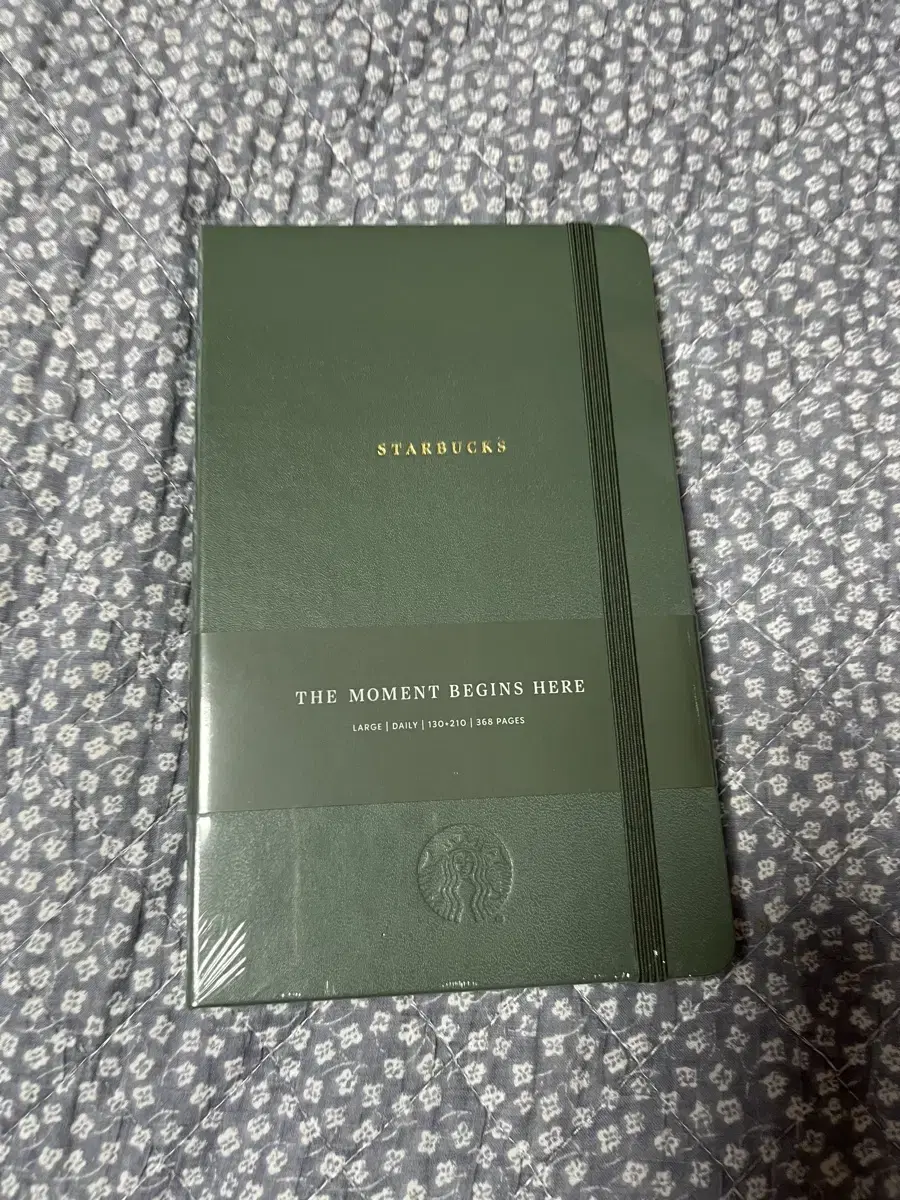 STARBUCKS
THE MOMENT BEGINS HERE
LARGE | DAILY | 130*210 | 368 PAGES